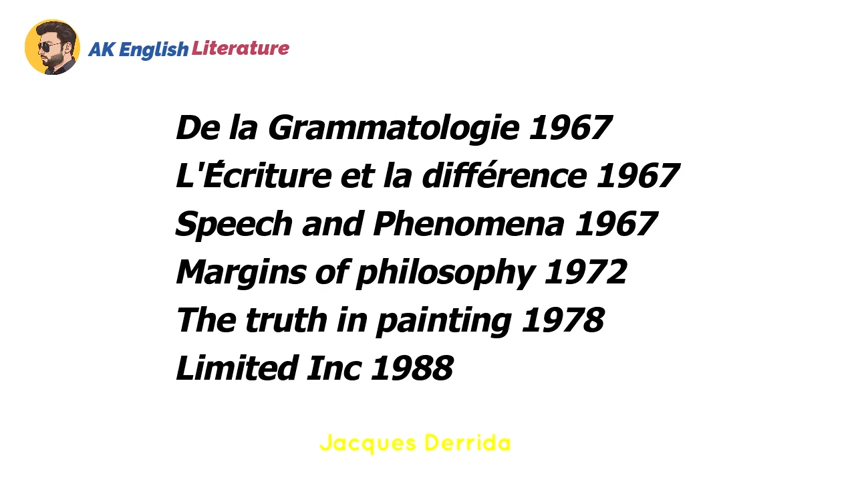 AK English Literature
De la Grammatologie 1967
L'Écriture et la différence 1967
Speech and Phenomena 1967
Margins of philosophy 1972
The truth in painting 1978
Limited Inc 1988
Jacques Derrida